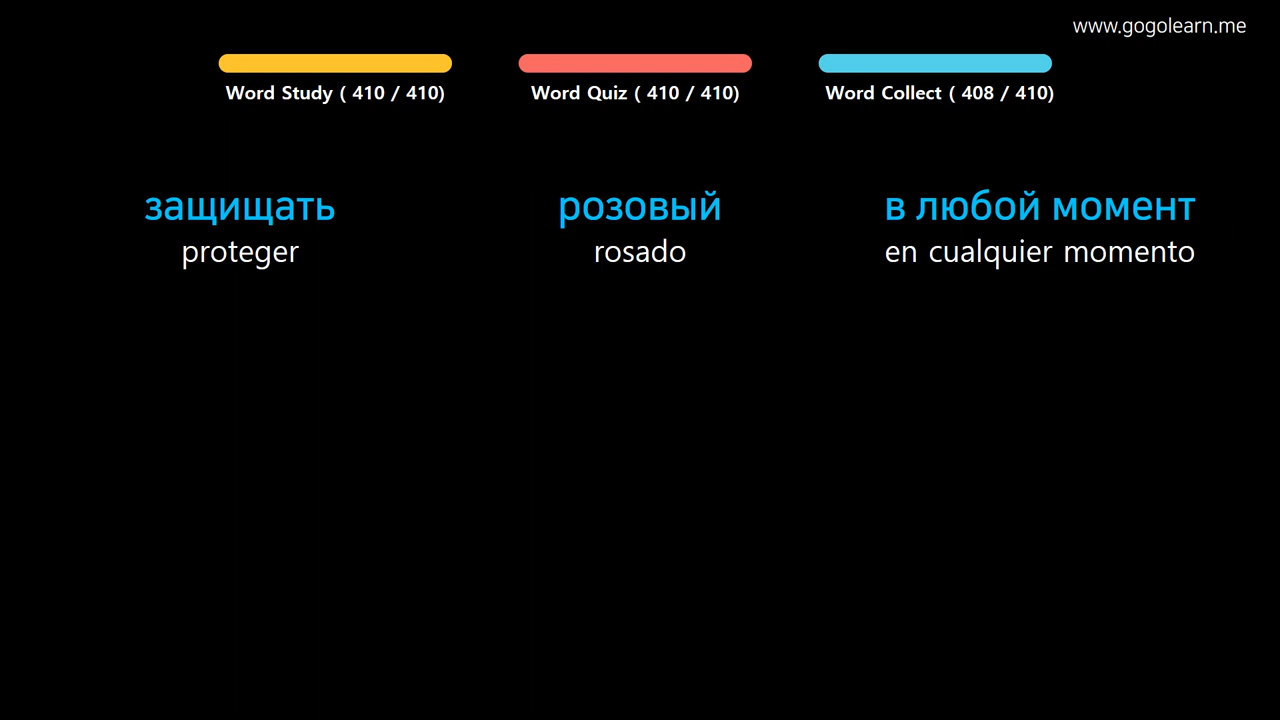 www.gogolearn.me
Word Study ( 410 / 410)
Word Quiz ( 410 / 410)
Word Collect ( 408 / 410)
защищать
proteger
розовый
rosado
в любой момент
en cualquier momento